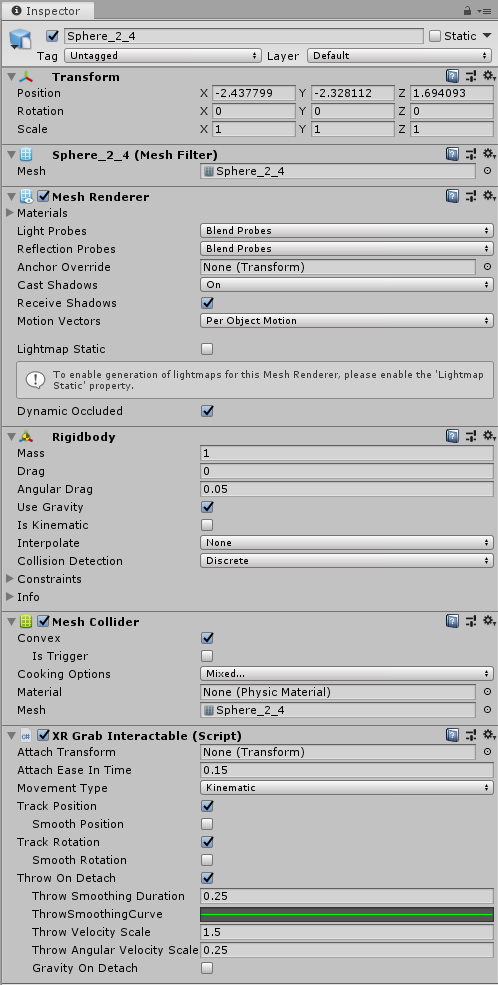 Inspector
Sphere_2_4 Static
Tag Untagged Layer Default
Transform
Position X -2.437799 Y -2.328112 Z 1.694093
Rotation X 0 Y 0 Z 0
Scale X 1 Y 1 Z 1
Sphere_2_4 (Mesh Filter)
Mesh Sphere_2_4
Mesh Renderer
Materials
Light Probes Blend Probes
Reflection Probes Blend Probes
Anchor Override None (Transform)
Cast Shadows On
Receive Shadows
Motion Vectors Per Object Motion
Lightmap Static
To enable generation of lightmaps for this Mesh Renderer, please enable the 'Lightmap
Static' property.
Dynamic Occluded
Rigidbody
Mass 1
Drag 0
Angular Drag 0.05
Use Gravity
Is Kinematic
Interpolate None
Collision Detection Discrete
Constraints
Info
Mesh Collider
Convex
Is Trigger
Cooking Options Mixed...
Material None (Physic Material)
Mesh Sphere_2_4
XR Grab Interactable (Script)
Attach Transform None (Transform)
Attach Ease In Time 0.15
Movement Type Kinematic
Track Position
Smooth Position
Track Rotation
Smooth Rotation
Throw On Detach
Throw Smoothing Duration 0.25
ThrowSmoothingCurve
Throw Velocity Scale 1.5
Throw Angular Velocity Scale 0.25
Gravity On Detach